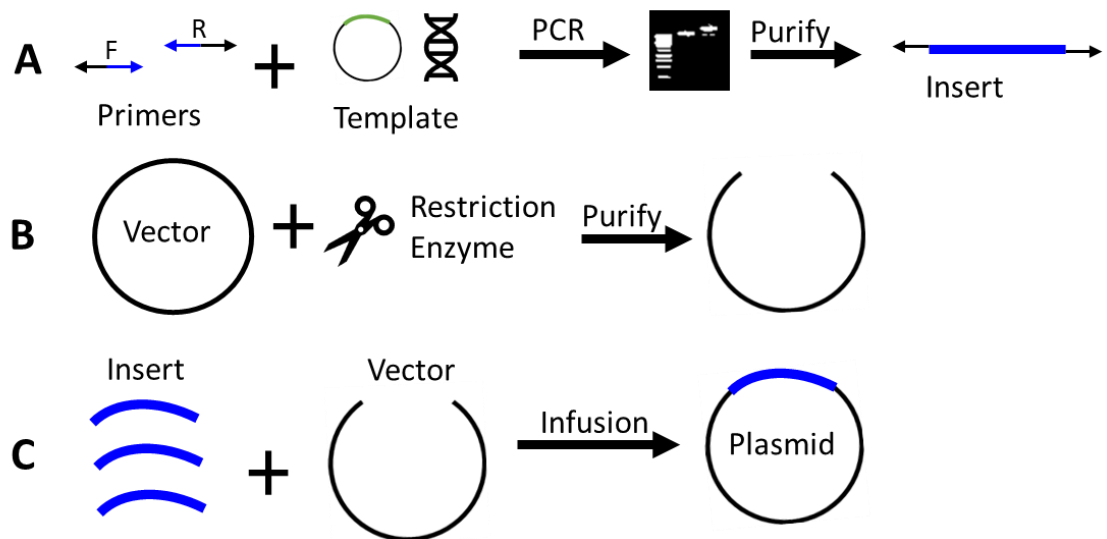 A
F
R
Primers
Template
PCR
Purify
Insert
B
Vector
Restriction
Enzyme
Purify
C
Insert
Vector
Infusion
Plasmid